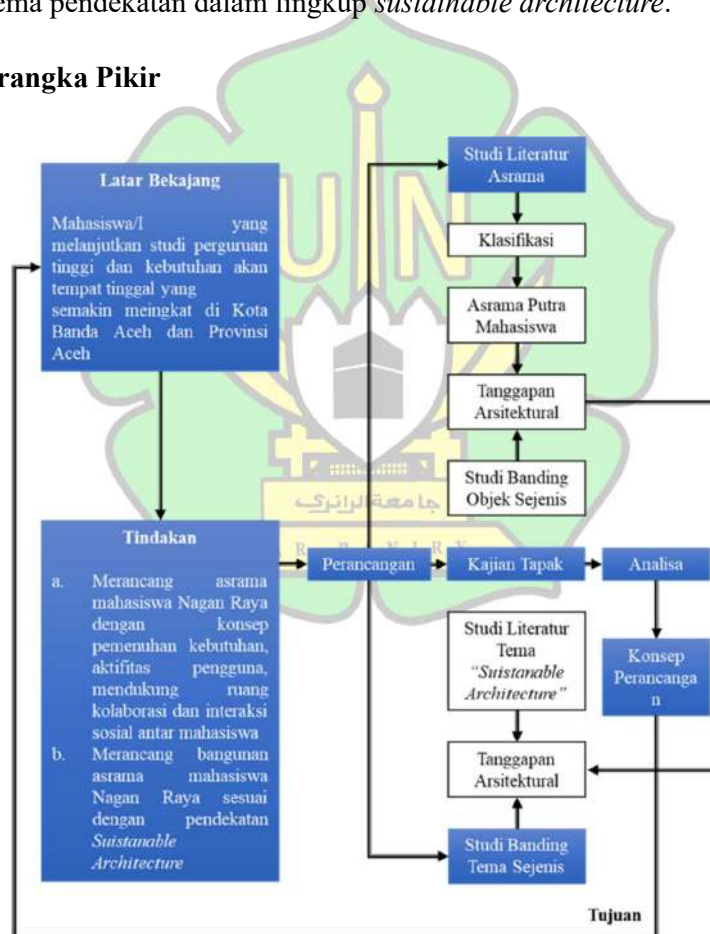 ema pendekatan dalam lingkup sustainable architecture.
rangka Pikir
Latar Bekajang
Mahasiswa/I yang
melanjutkan studi perguruan
tinggi dan kebutuhan akan
tempat tinggal yang
semakin meingkat di Kota
Banda Aceh dan Provinsi
Aceh
Tindakan
a. Merancang asrama
mahasiswa Nagan Raya
dengan konsep
pemenuhan kebutuhan,
aktifitas pengguna,
mendukung ruang
kolaborasi dan interaksi
sosial antar mahasiswa
b. Merancang bangunan
asrama mahasiswa
Nagan Raya sesuai
dengan pendekatan
Suistanable
Architecture
Perancangan
Studi Literatur
Asrama
Klasifikasi
Asrama Putra
Mahasiswa
Tanggapan
Arsitektural
Studi Banding
Objek Sejenis
Kajian Tapak
Analisa
Konsep
Perancanga
n
Studi Literatur
Tema
“Suistanable
Architecture”
Tanggapan
Arsitektural
Studi Banding
Tema Sejenis
Tujuan
UIN
جامعة الرانري